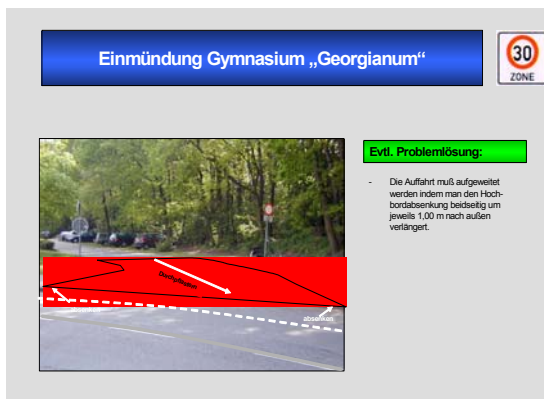 Einmündung Gymnasium „Georgianum“
30
ZONE
Evtl. Problemlösung:
- Die Auffahrt muß aufgeweitet
werden indem man den Hoch-
bordabsenkung beidseitig um
jeweils 1,00 m nach außen
verlängert.
absenken